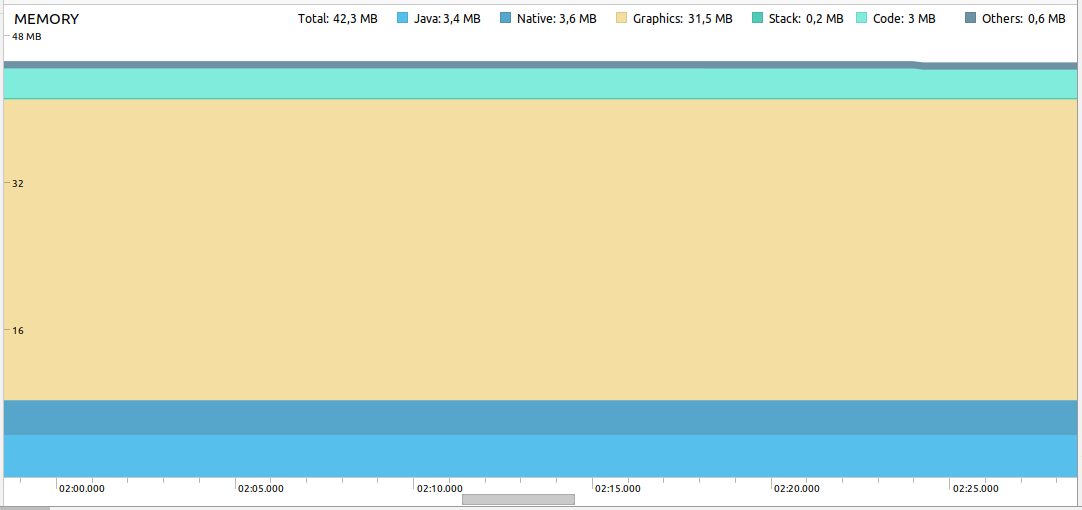 MEMORY Total: 42,3 MB Java: 3,4 MB Native: 3,6 MB Graphics: 31,5 MB Stack: 0,2 MB Code: 3 MB Others: 0,6 MB
48 MB
32
16
02:00.000 02:05.000 02:10.000 02:15.000 02:20.000 02:25.000